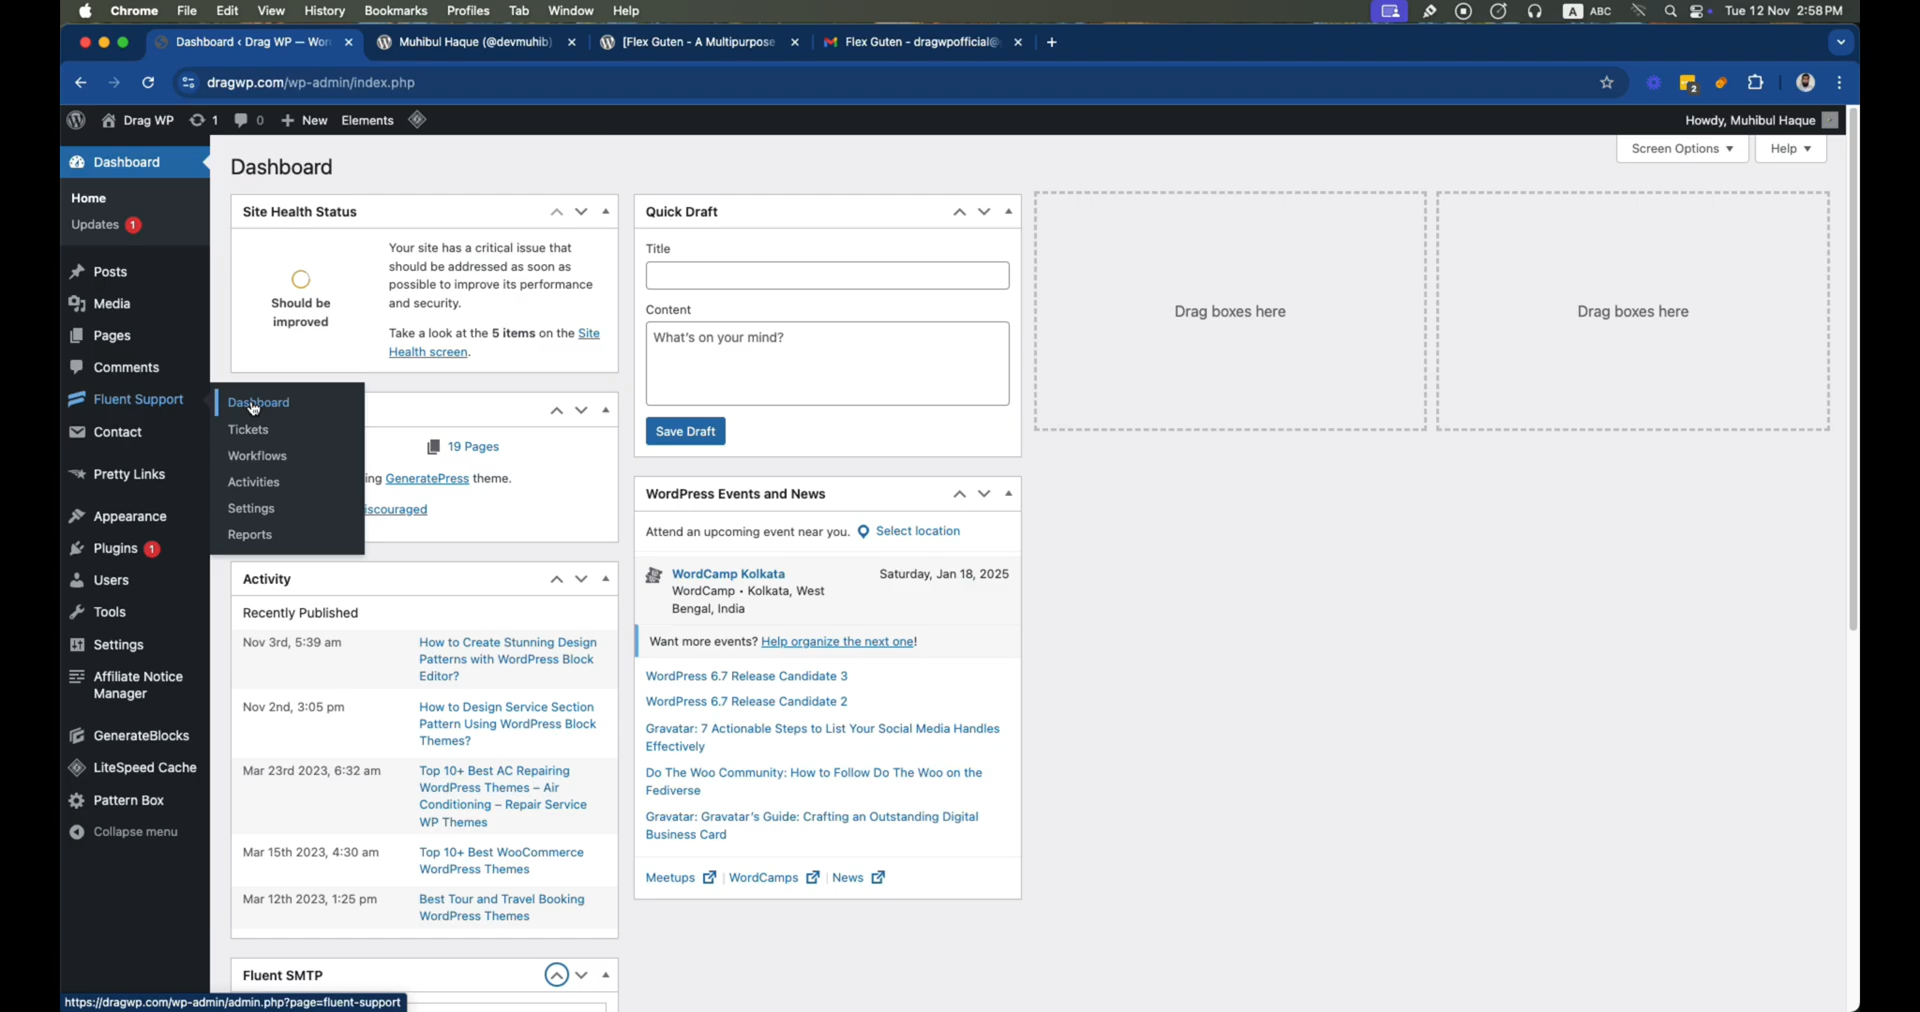 Chrome File Edit View History Bookmarks Profiles Tab Window Help A ABC Tue 12 Nov 2:58 PM
Dashboard ‹ Drag WP — Wor Muhibul Haque (@devmuhib) [Flex Guten - A Multipurpose Flex Guten - dragwpofficial@
dragwp.com/wp-admin/index.php 2
Drag WP 1 0 New Elements Howdy, Muhibul Haque
Screen Options Help
Dashboard
Home
Updates 1
Posts
Media
Pages
Comments
Fluent Support
Contact
Pretty Links
Appearance
Plugins 1
Users
Tools
Settings
Affiliate Notice
Manager
GenerateBlocks
LiteSpeed Cache
Pattern Box
Collapse menu
Dashboard
Tickets
Workflows
Activities
Settings
Reports
Dashboard
Site Health Status
Should be
improved
Your site has a critical issue that
should be addressed as soon as
possible to improve its performance
and security.
Take a look at the 5 items on the Site
Health screen.
19 Pages
ing GeneratePress theme.
iscouraged
Activity
Recently Published
Nov 3rd, 5:39 am How to Create Stunning Design
Patterns with WordPress Block
Editor?
Nov 2nd, 3:05 pm How to Design Service Section
Pattern Using WordPress Block
Themes?
Mar 23rd 2023, 6:32 am Top 10+ Best AC Repairing
WordPress Themes – Air
Conditioning – Repair Service
WP Themes
Mar 15th 2023, 4:30 am Top 10+ Best WooCommerce
WordPress Themes
Mar 12th 2023, 1:25 pm Best Tour and Travel Booking
WordPress Themes
Fluent SMTP
Quick Draft
Title
Content
What's on your mind?
Save Draft
WordPress Events and News
Attend an upcoming event near you. Select location
WordCamp Kolkata Saturday, Jan 18, 2025
WordCamp • Kolkata, West
Bengal, India
Want more events? Help organize the next one!
WordPress 6.7 Release Candidate 3
WordPress 6.7 Release Candidate 2
Gravatar: 7 Actionable Steps to List Your Social Media Handles
Effectively
Do The Woo Community: How to Follow Do The Woo on the
Fediverse
Gravatar: Gravatar's Guide: Crafting an Outstanding Digital
Business Card
Meetups | WordCamps | News
Drag boxes here
Drag boxes here
https://dragwp.com/wp-admin/admin.php?page=fluent-support